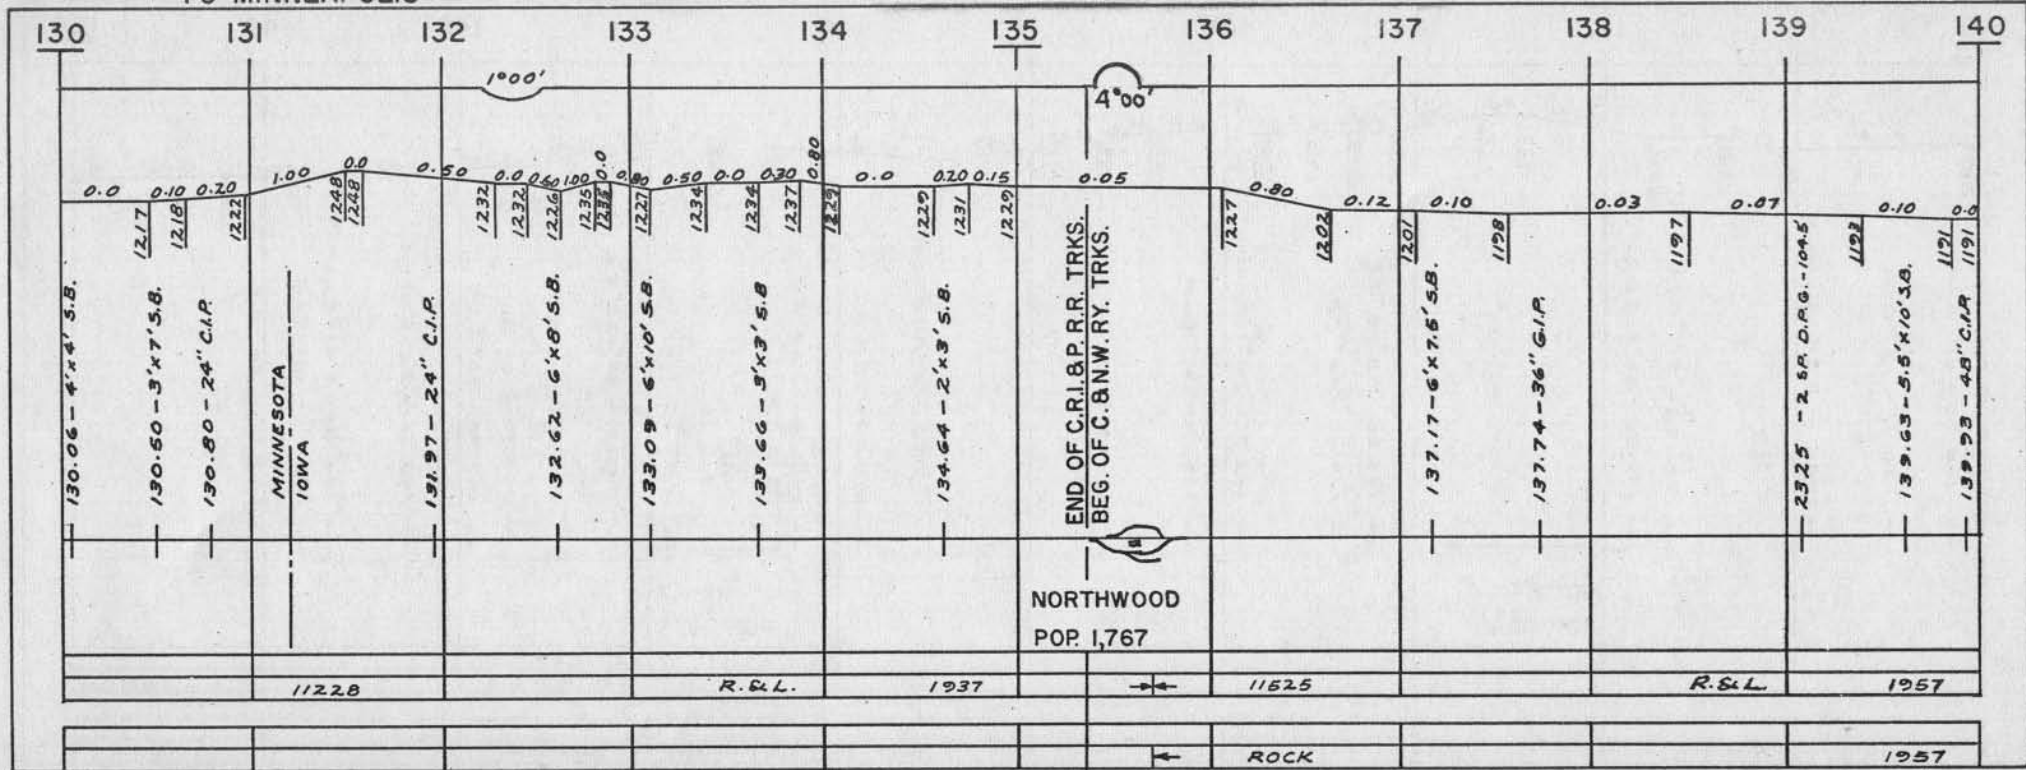 130 131 132 133 134 135 136 137 138 139 140
1°00' 4°00'
0.0 0.10 0.20 1.00 0.0 0.50 0.0 0.60 1.00 0.0 0.80 0.50 0.0 0.30 0.80 0.0 0.20 0.15 0.05 0.80 0.12 0.10 0.03 0.07 0.10 0.0
1217 1218 1222 1248 1248 1232 1232 1226 1235 1235 1227 1234 1234 1237 1229 1229 1231 1229 1227 1202 1201 1198 1197 1193 1191 1191
130.06-4'x4' S.B.
130.50-3'x7' S.B.
130.80-24" C.I.P.
MINNESOTA
IOWA
131.97-24" C.I.P.
132.62-6'x8' S.B.
133.09-6'x10' S.B.
133.66-3'x3' S.B
134.64-2'x3' S.B.
END OF C.R.I.&P. R.R. TRKS.
BEG. OF C.&N.W. RY. TRKS.
137.17-6'x7.5' S.B.
137.74-36" G.I.P.
2325 -2 SP. D.P.G.-104.5'
139.63-5.5'x10' S.B.
139.93-48" C.I.P.
NORTHWOOD
POP. 1,767
11228 R.&L. 1937 11525 R.&L. 1957
ROCK 1957